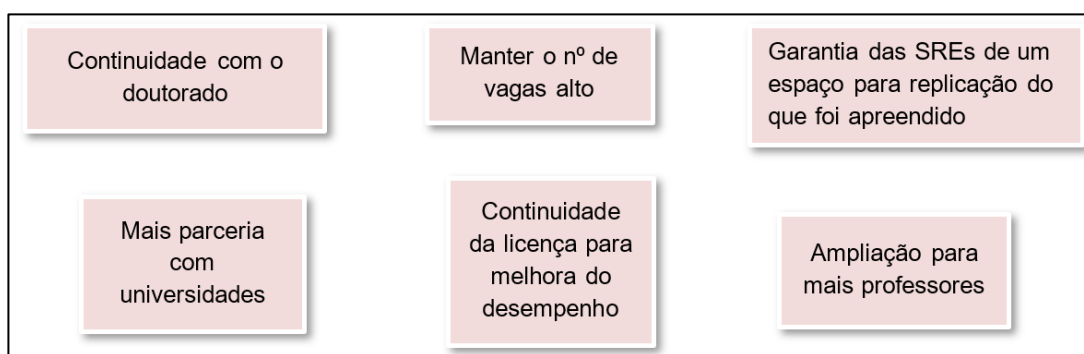 Continuidade com o
doutorado
Manter o nº de
vagas alto
Garantia das SREs de um
espaço para replicação do
que foi apreendido
Mais parceria
com
universidades
Continuidade
da licença para
melhora do
desempenho
Ampliação para
mais professores